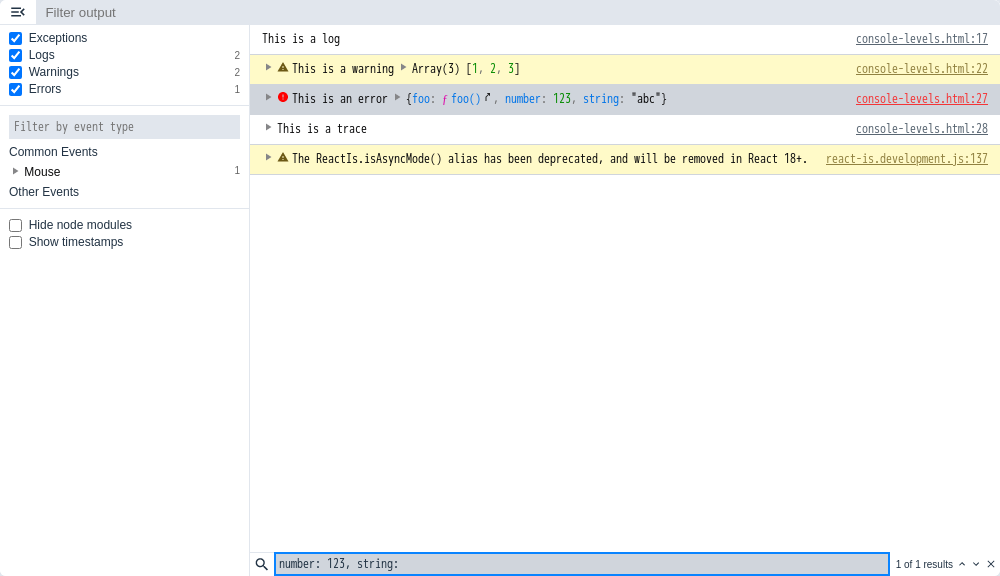 Filter output
Exceptions
Logs 2
Warnings 2
Errors 1
Filter by event type
Common Events
Mouse 1
Other Events
Hide node modules
Show timestamps
This is a log console-levels.html:17
This is a warning Array(3) [1, 2, 3] console-levels.html:22
This is an error {foo: ƒ foo(), number: 123, string: "abc"} console-levels.html:27
This is a trace console-levels.html:28
The ReactIs.isAsyncMode() alias has been deprecated, and will be removed in React 18+. react-is.development.js:137
number: 123, string: 1 of 1 results